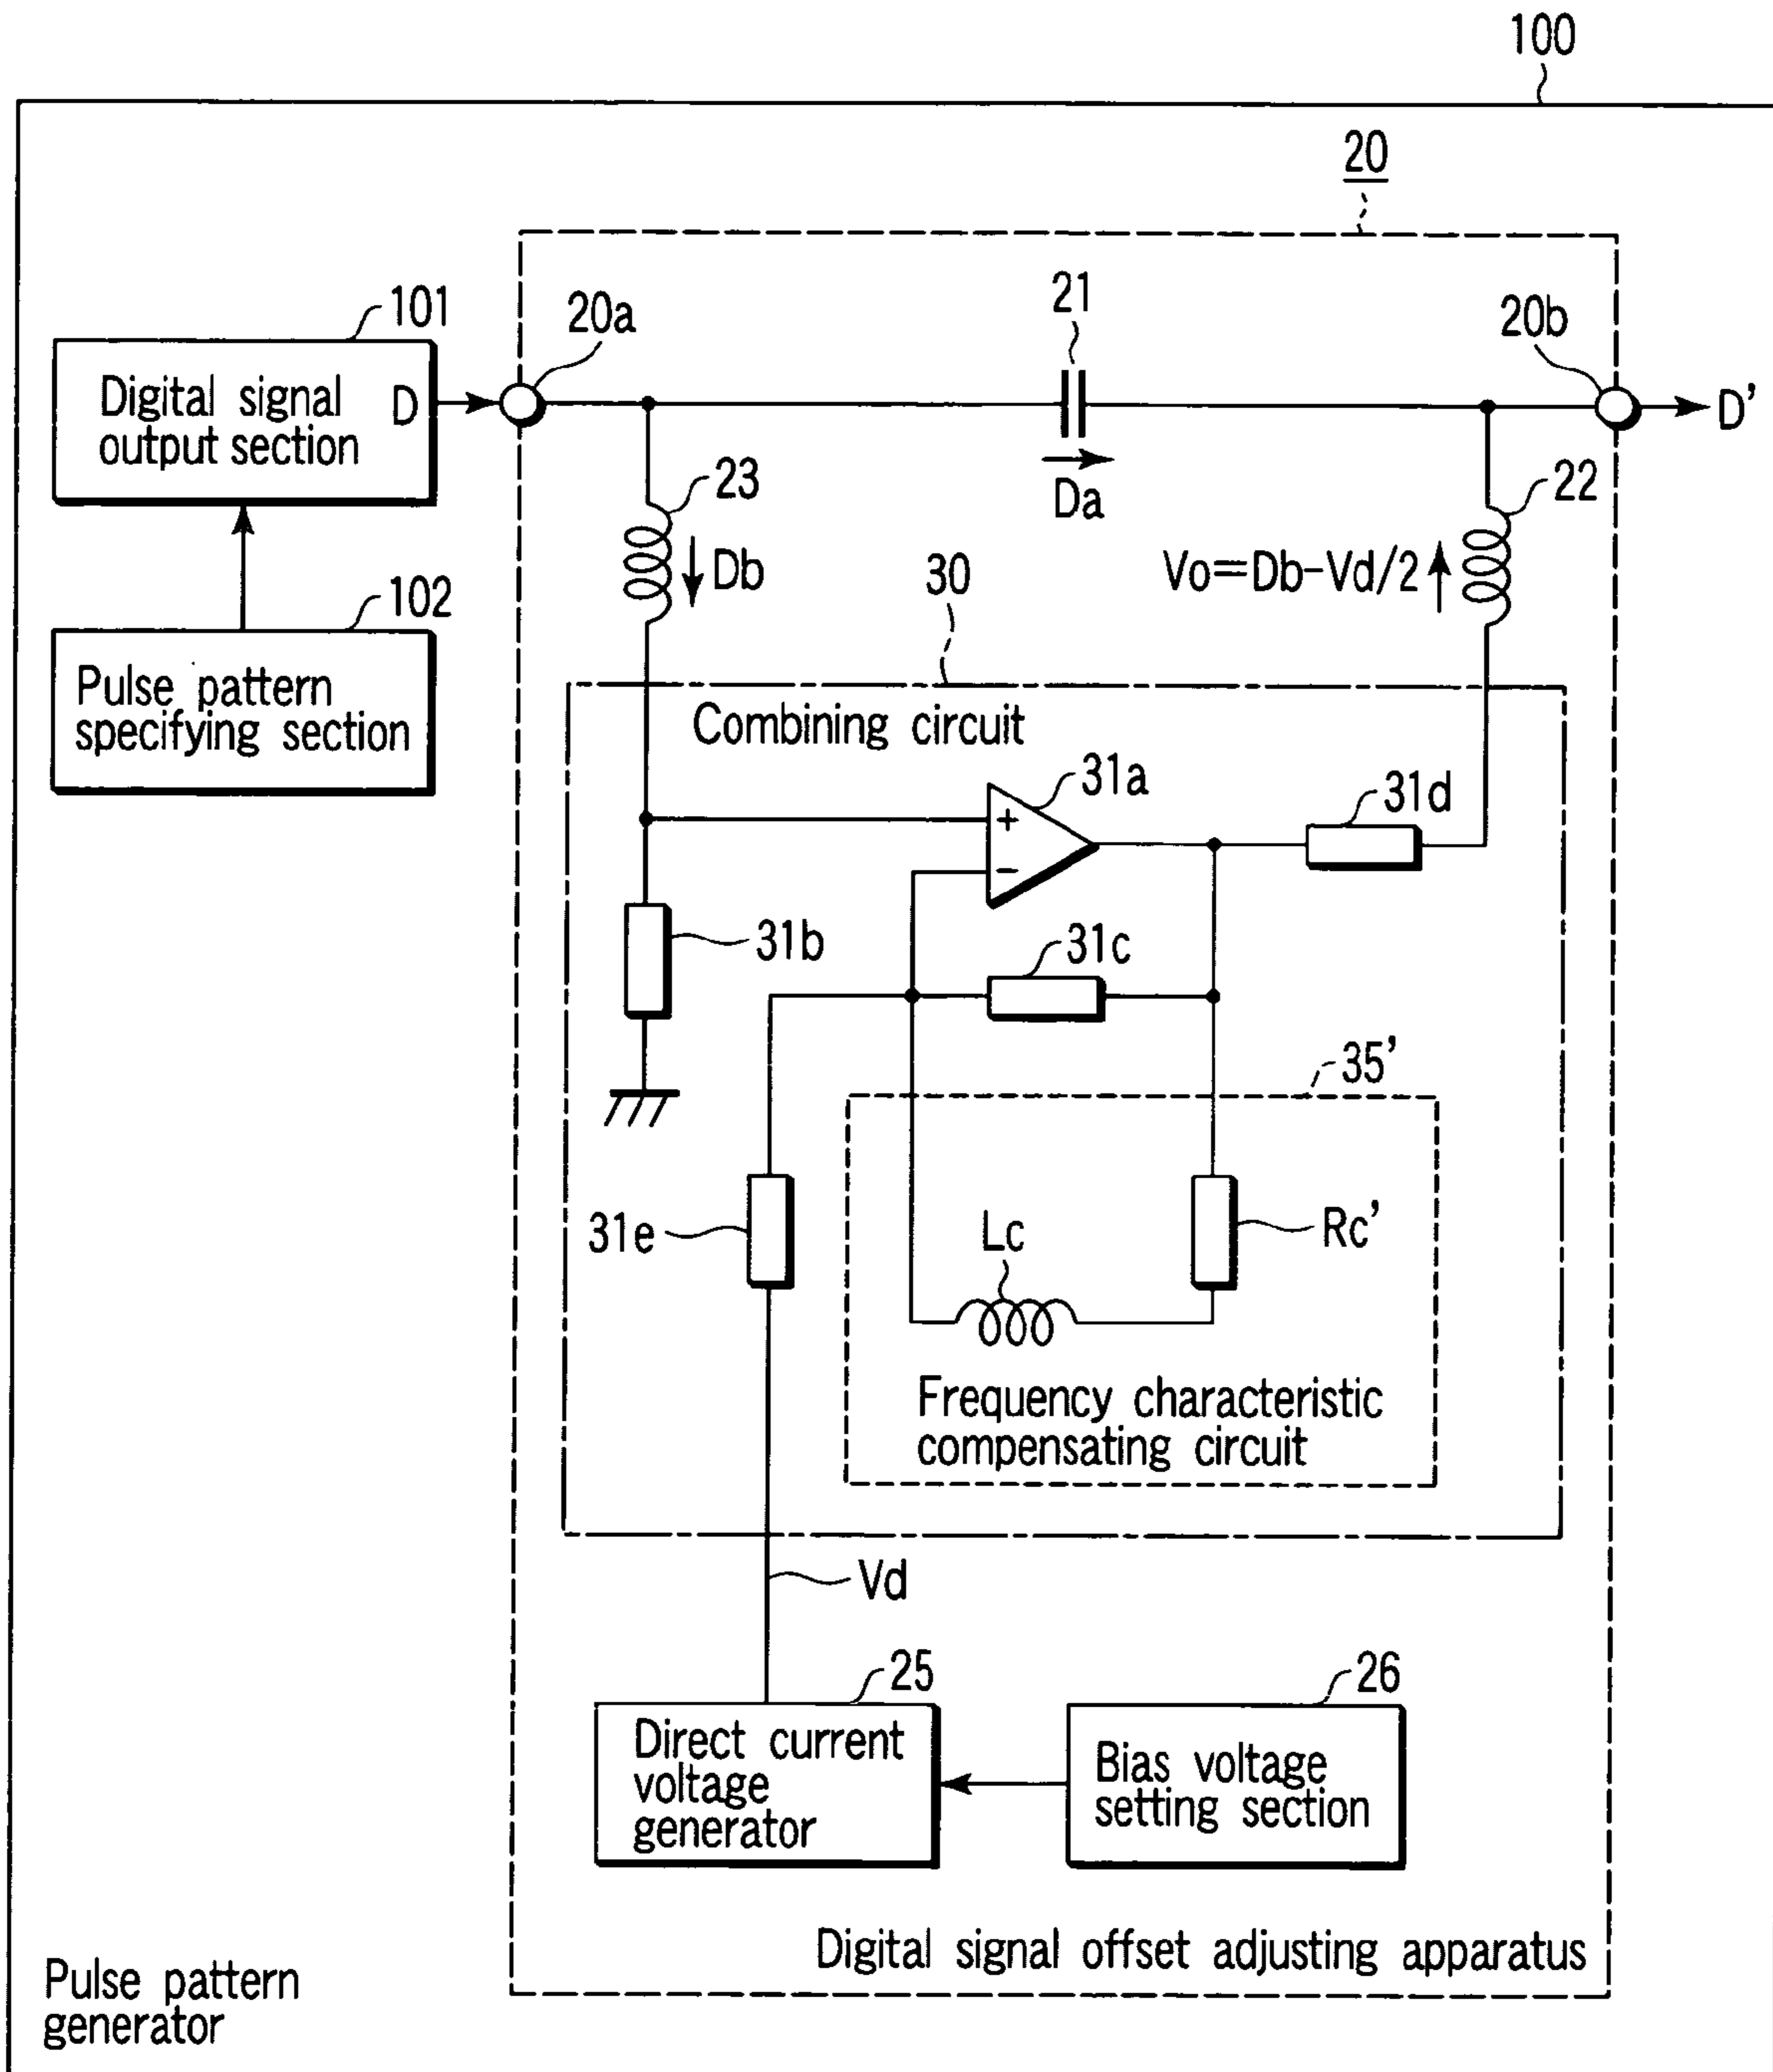 100
20
101
20a
21
20b
Digital signal
output section
D
D'
Da
23
22
Db
Vo=Db-Vd/2
102
30
Pulse pattern
specifying section
Combining circuit
31a
+
−
31d
31b
31c
35'
31e
Lc
Rc'
Frequency characteristic
compensating circuit
Vd
25
26
Direct current
voltage
generator
Bias voltage
setting section
Digital signal offset adjusting apparatus
Pulse pattern
generator